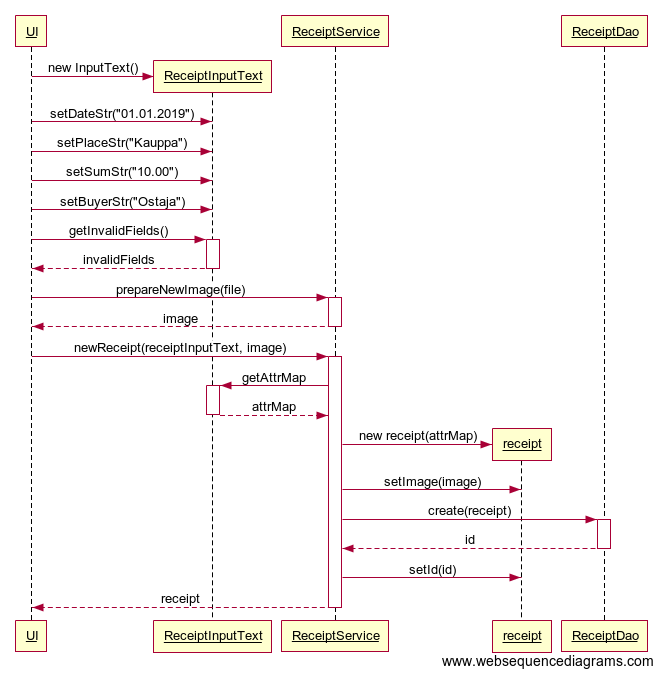 UI
ReceiptService
ReceiptDao
new InputText()
ReceiptInputText
setDateStr("01.01.2019")
setPlaceStr("Kauppa")
setSumStr("10.00")
setBuyerStr("Ostaja")
getInvalidFields()
invalidFields
prepareNewImage(file)
image
newReceipt(receiptInputText, image)
getAttrMap
attrMap
new receipt(attrMap)
receipt
setImage(image)
create(receipt)
id
setId(id)
receipt
UI
ReceiptInputText
ReceiptService
receipt
ReceiptDao
www.websequencediagrams.com